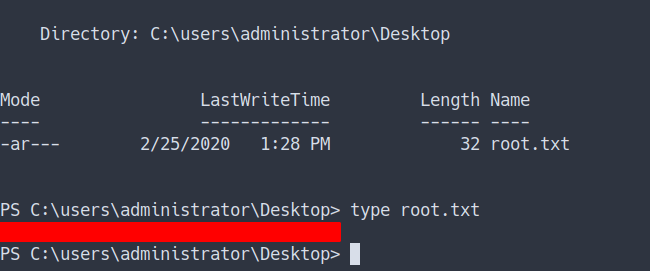 Directory: C:\users\administrator\Desktop
Mode LastWriteTime Length Name
---- ------------- ------ ----
-ar--- 2/25/2020 1:28 PM 32 root.txt
PS C:\users\administrator\Desktop> type root.txt
PS C:\users\administrator\Desktop>